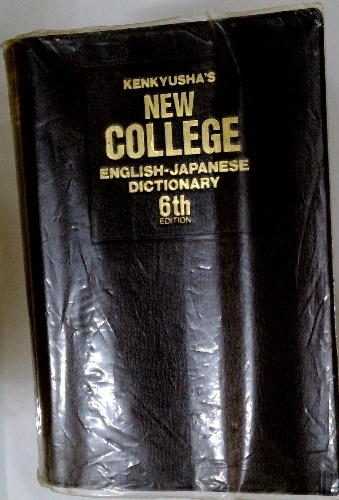 KENKYUSHA'S
NEW
COLLEGE
ENGLISH-JAPANESE
DICTIONARY
6th
EDITION